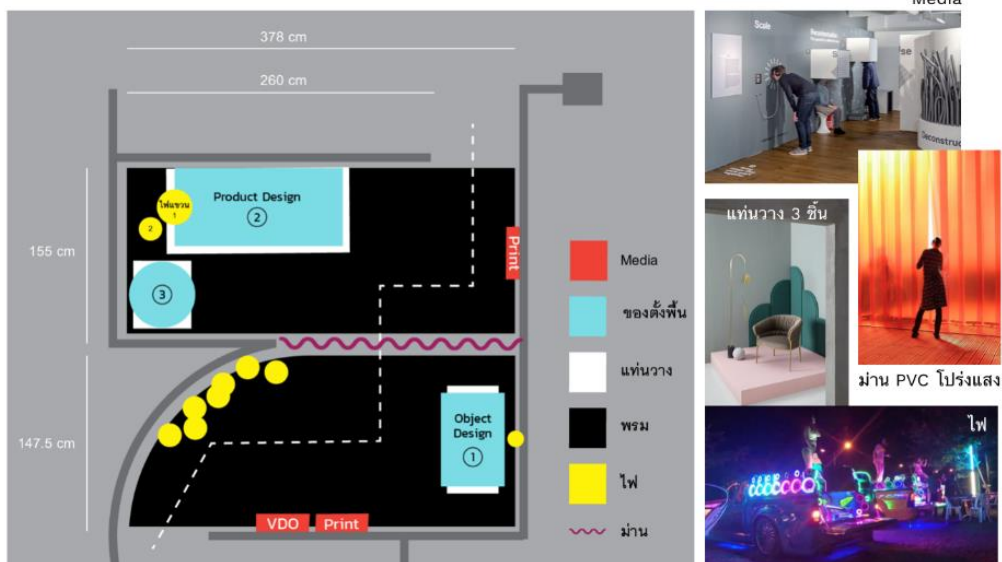 Media
378 cm
260 cm
155 cm
147.5 cm
ไฟแขวน
1
2
Product Design
2
3
Print
Object
Design
1
VDO
Print
Media
ของตั้งพื้น
แท่นวาง
พรม
ไฟ
ม่าน
Scale
use
Deconstruc
แท่นวาง 3 ชิ้น
ม่าน PVC โปร่งแสง
ไฟ